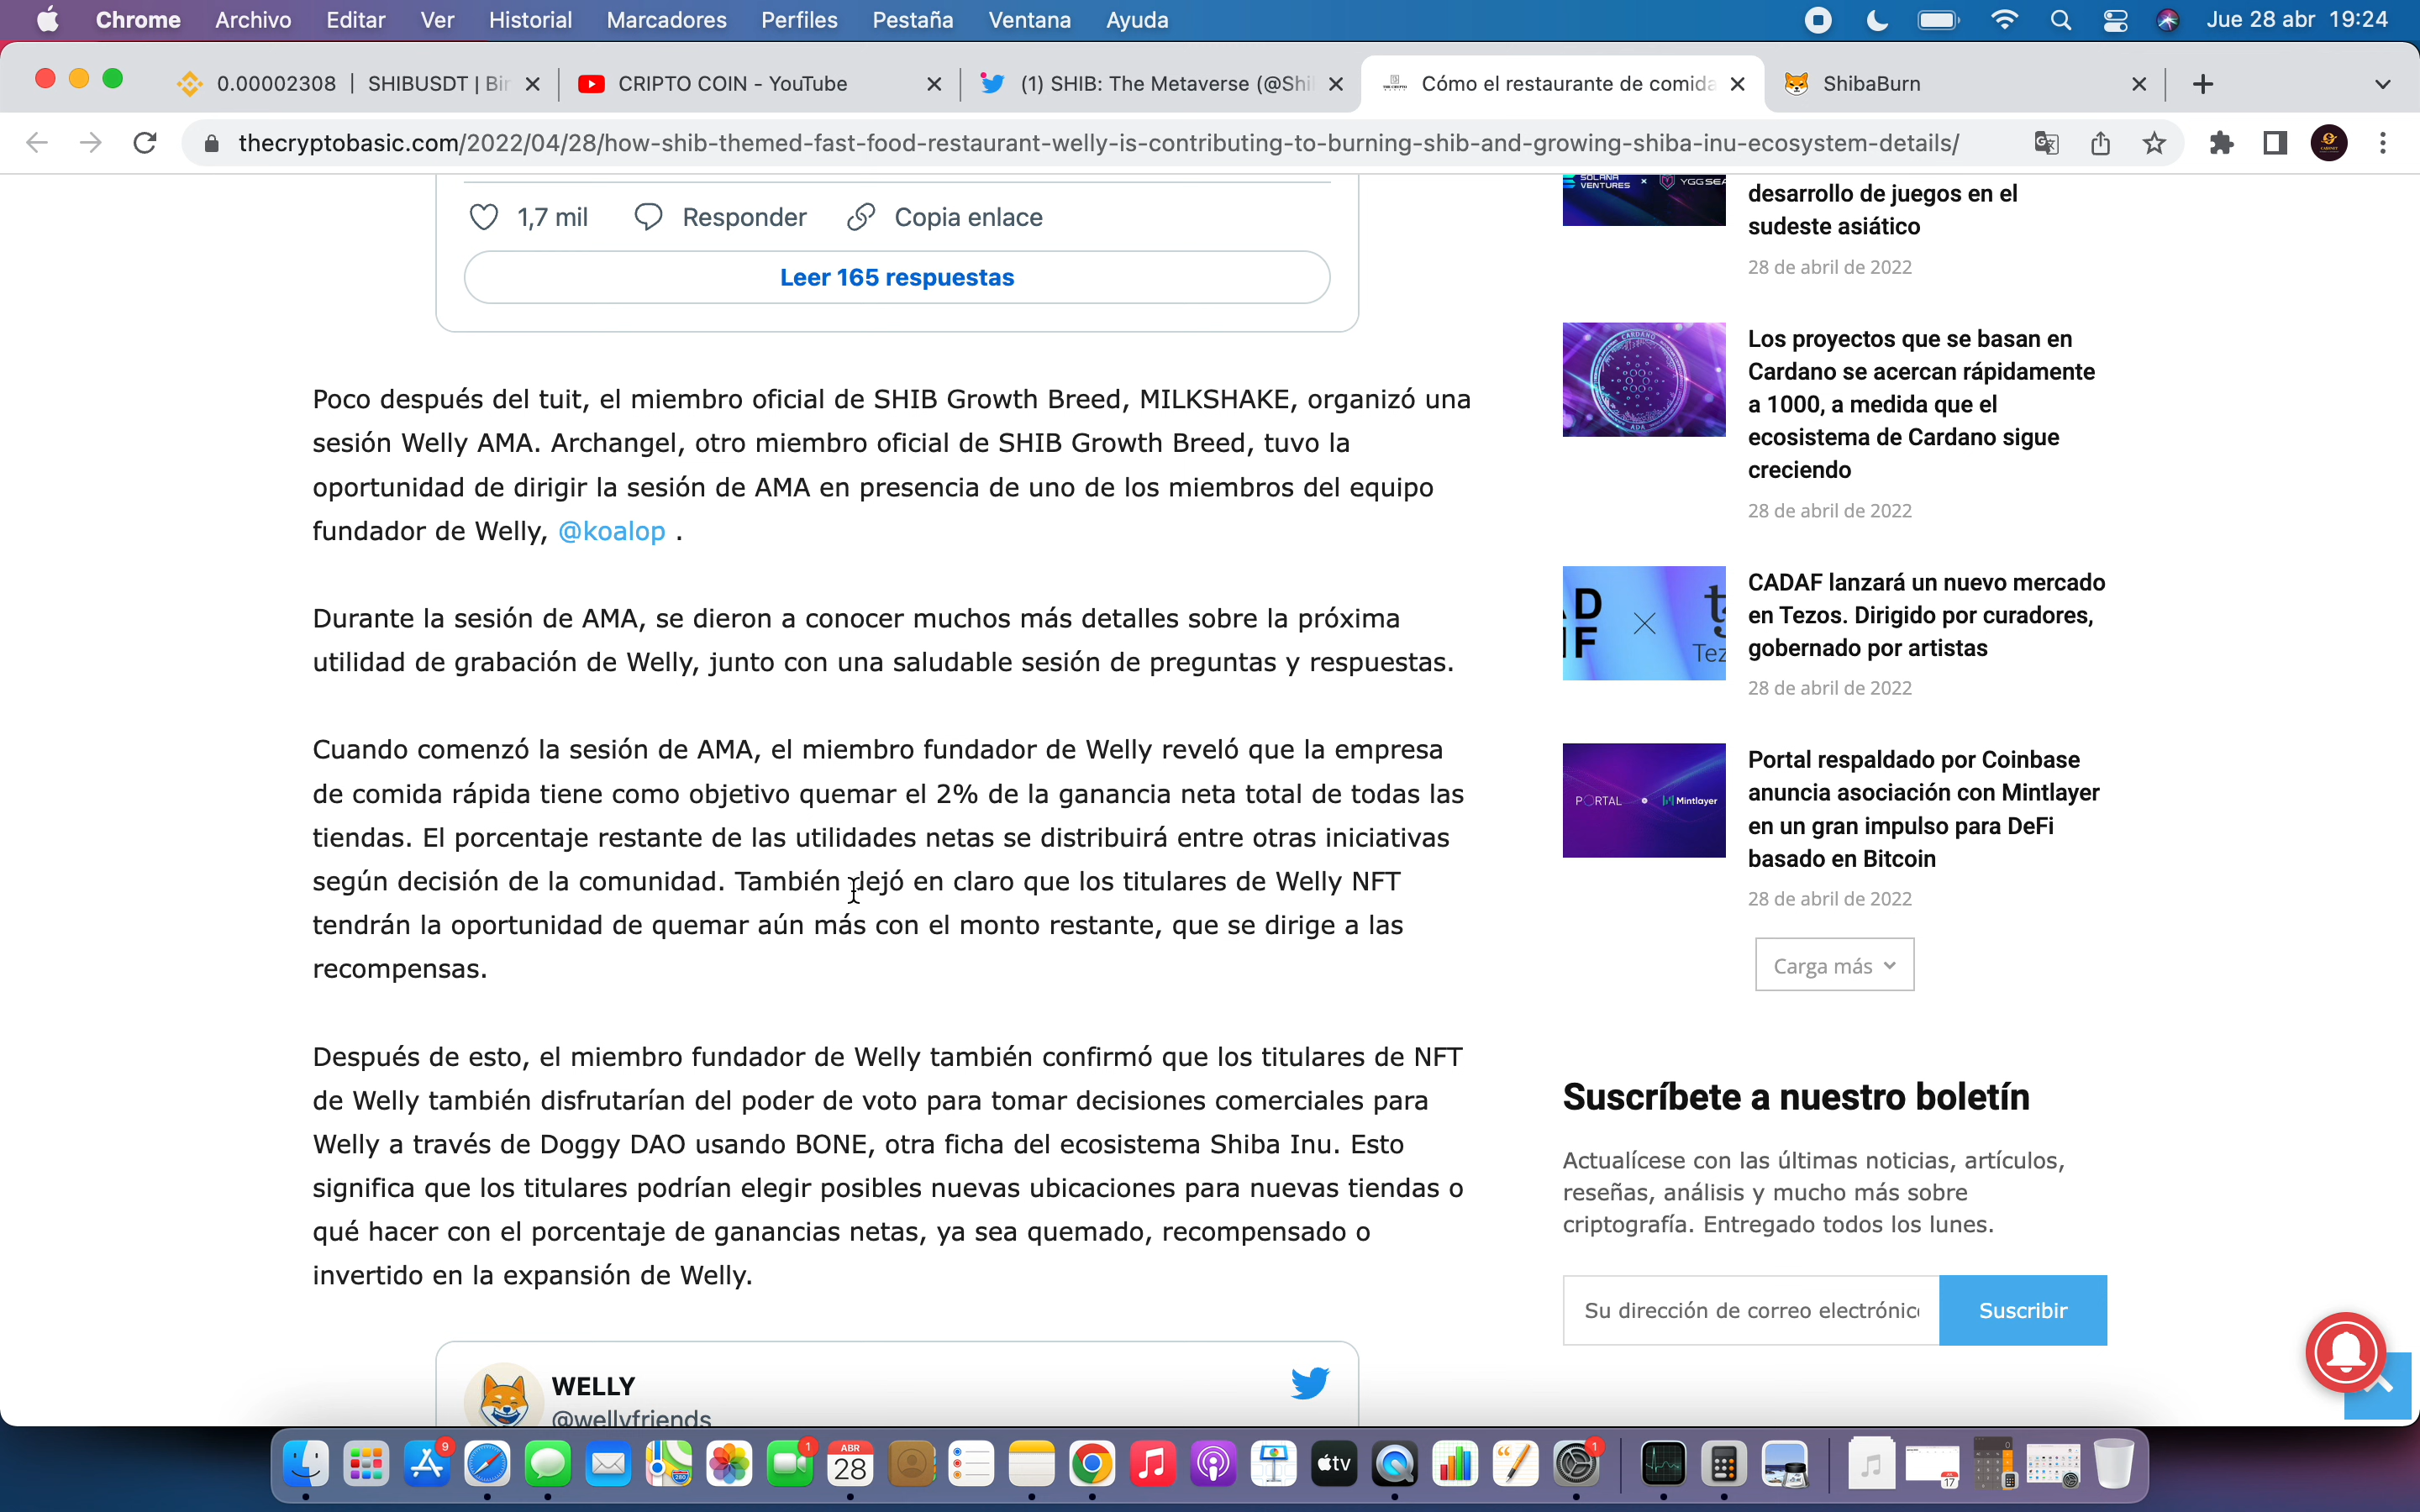 Chrome Archivo Editar Ver Historial Marcadores Perfiles Pestaña Ventana Ayuda
Jue 28 abr 19:24
0.00002308 | SHIBUSDT | Bin
CRIPTO COIN - YouTube
(1) SHIB: The Metaverse (@Shi
Cómo el restaurante de comida
ShibaBurn
thecryptobasic.com/2022/04/28/how-shib-themed-fast-food-restaurant-welly-is-contributing-to-burning-shib-and-growing-shiba-inu-ecosystem-details/
1,7 mil Responder Copia enlace
Leer 165 respuestas
Poco después del tuit, el miembro oficial de SHIB Growth Breed, MILKSHAKE, organizó una
sesión Welly AMA. Archangel, otro miembro oficial de SHIB Growth Breed, tuvo la
oportunidad de dirigir la sesión de AMA en presencia de uno de los miembros del equipo
fundador de Welly, @koalop .
Durante la sesión de AMA, se dieron a conocer muchos más detalles sobre la próxima
utilidad de grabación de Welly, junto con una saludable sesión de preguntas y respuestas.
Cuando comenzó la sesión de AMA, el miembro fundador de Welly reveló que la empresa
de comida rápida tiene como objetivo quemar el 2% de la ganancia neta total de todas las
tiendas. El porcentaje restante de las utilidades netas se distribuirá entre otras iniciativas
según decisión de la comunidad. También dejó en claro que los titulares de Welly NFT
tendrán la oportunidad de quemar aún más con el monto restante, que se dirige a las
recompensas.
Después de esto, el miembro fundador de Welly también confirmó que los titulares de NFT
de Welly también disfrutarían del poder de voto para tomar decisiones comerciales para
Welly a través de Doggy DAO usando BONE, otra ficha del ecosistema Shiba Inu. Esto
significa que los titulares podrían elegir posibles nuevas ubicaciones para nuevas tiendas o
qué hacer con el porcentaje de ganancias netas, ya sea quemado, recompensado o
invertido en la expansión de Welly.
WELLY
@wellyfriends
SOLANA
VENTURES x YGG SEA
desarrollo de juegos en el
sudeste asiático
28 de abril de 2022
CARDANO
ADA
Los proyectos que se basan en
Cardano se acercan rápidamente
a 1000, a medida que el
ecosistema de Cardano sigue
creciendo
28 de abril de 2022
AD
IF
Tez
CADAF lanzará un nuevo mercado
en Tezos. Dirigido por curadores,
gobernado por artistas
28 de abril de 2022
PORTAL Mintlayer
Portal respaldado por Coinbase
anuncia asociación con Mintlayer
en un gran impulso para DeFi
basado en Bitcoin
28 de abril de 2022
Carga más
Suscríbete a nuestro boletín
Actualícese con las últimas noticias, artículos,
reseñas, análisis y mucho más sobre
criptografía. Entregado todos los lunes.
Su dirección de correo electrónic
Suscribir
9
280
1
ABR
28
tv
1
17